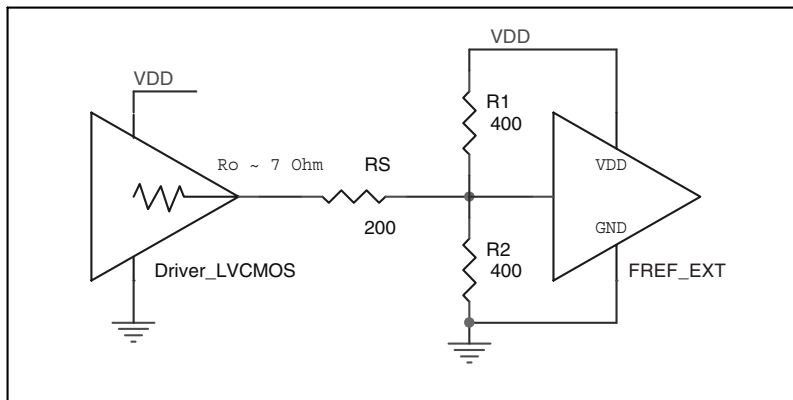 VDD
VDD
R1
400
Ro ~ 7 Ohm
RS
VDD
200
GND
R2
400
Driver_LVCMOS
FREF_EXT